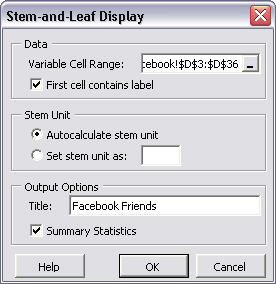 Stem-and-Leaf Display
Data
Variable Cell Range: cebook!$D$3:$D$36 _
First cell contains label
Stem Unit
Autocalculate stem unit
Set stem unit as:
Output Options
Title: Facebook Friends
Summary Statistics
Help OK Cancel